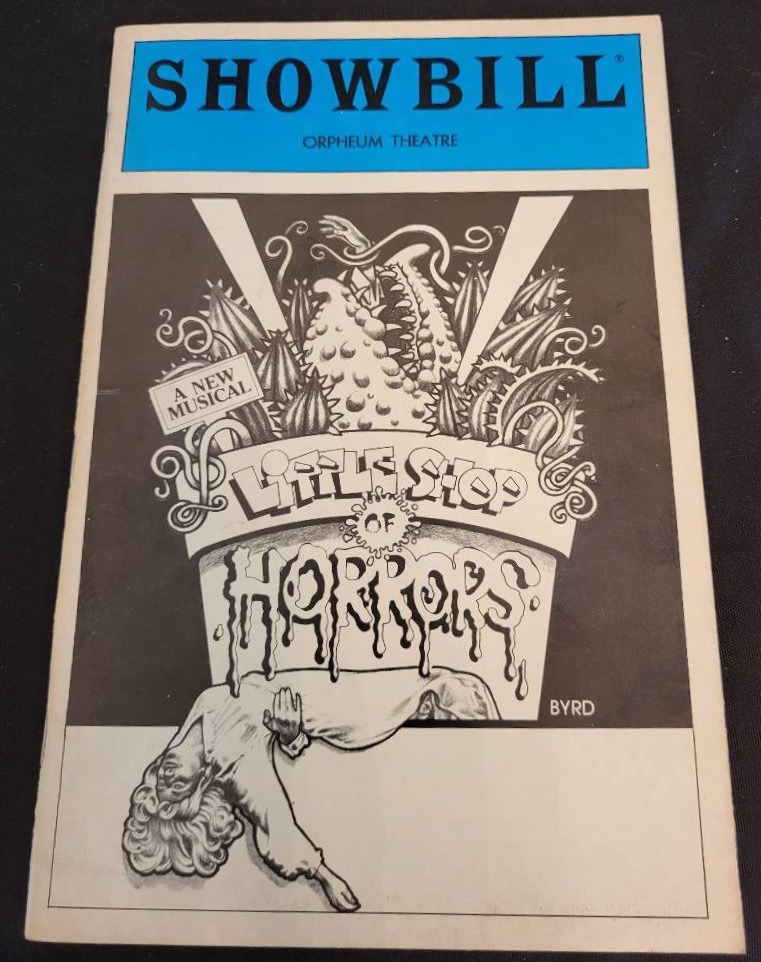 SHOWBILL®
ORPHEUM THEATRE
A NEW
MUSICAL
LiTTLE SHOP
OF
HORRORS
BYRD